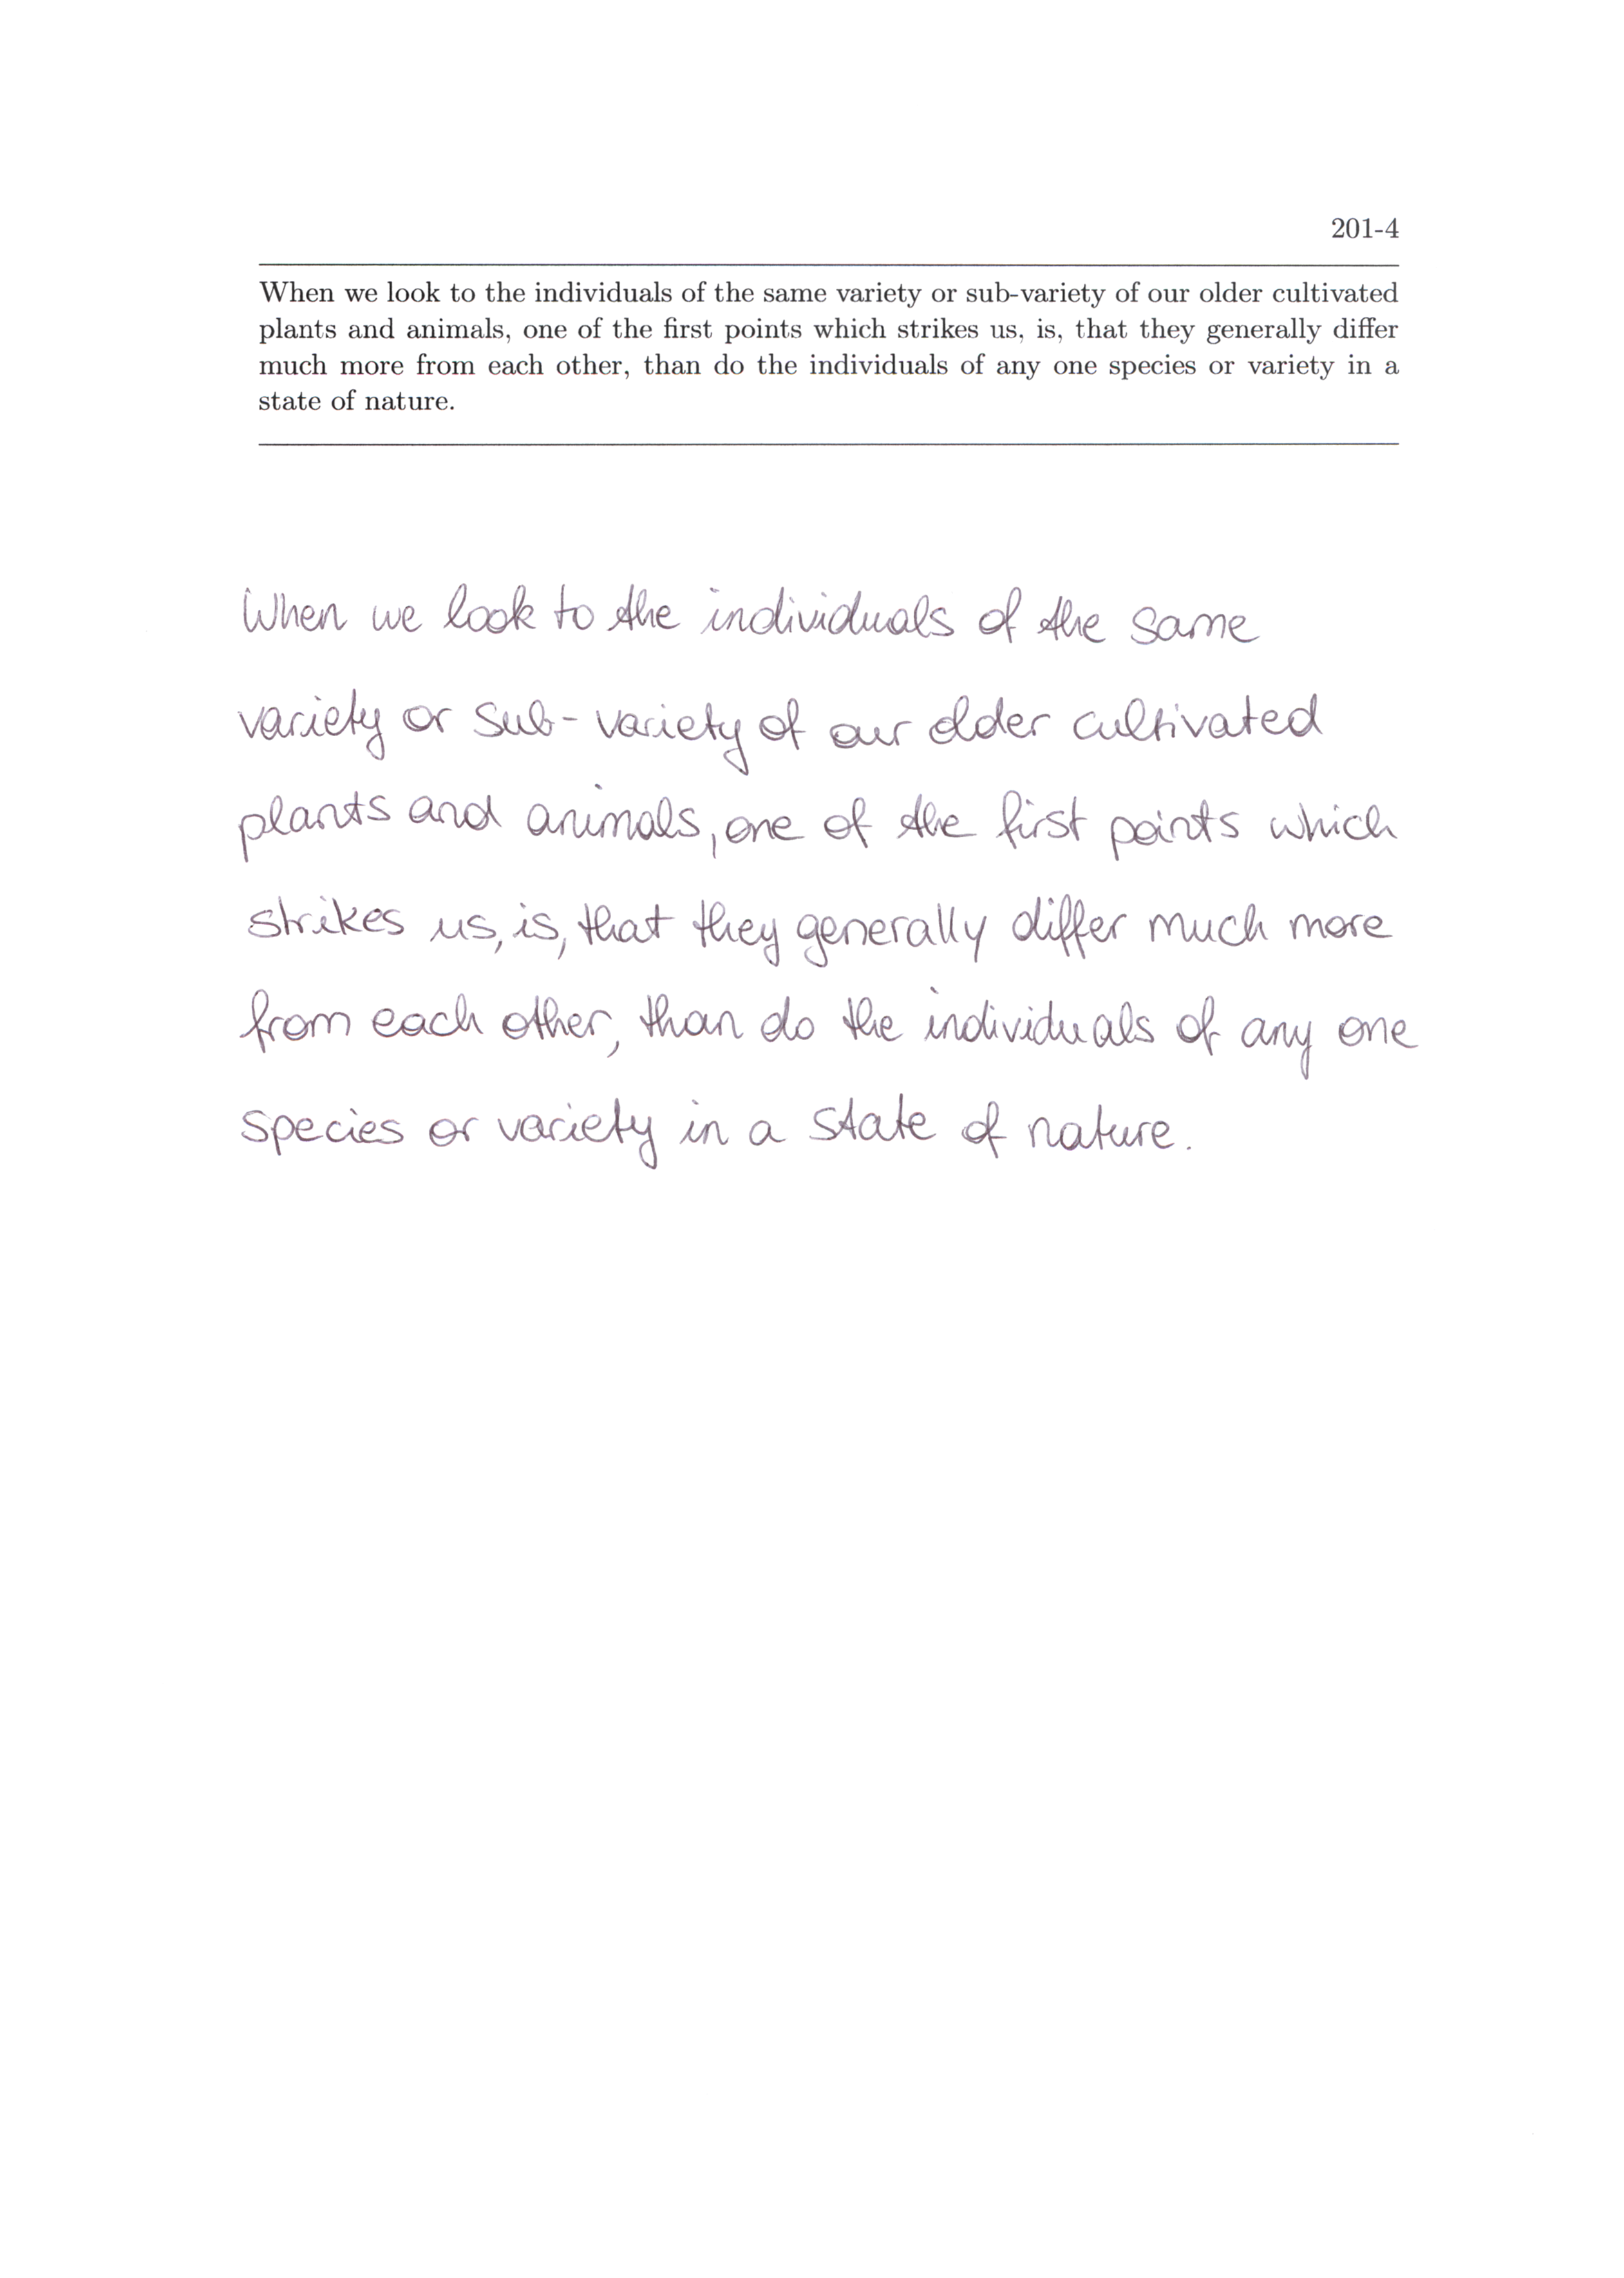 201-4
When we look to the individuals of the same variety or sub-variety of our older cultivated
plants and animals, one of the first points which strikes us, is, that they generally differ
much more from each other, than do the individuals of any one species or variety in a
state of nature.
When we look to the individuals of the same
variety or sub-variety of our older cultivated
plants and animals, one of the first points which
strikes us, is, that they generally differ much more
from each other, than do the individuals of any one
species or variety in a state of nature.